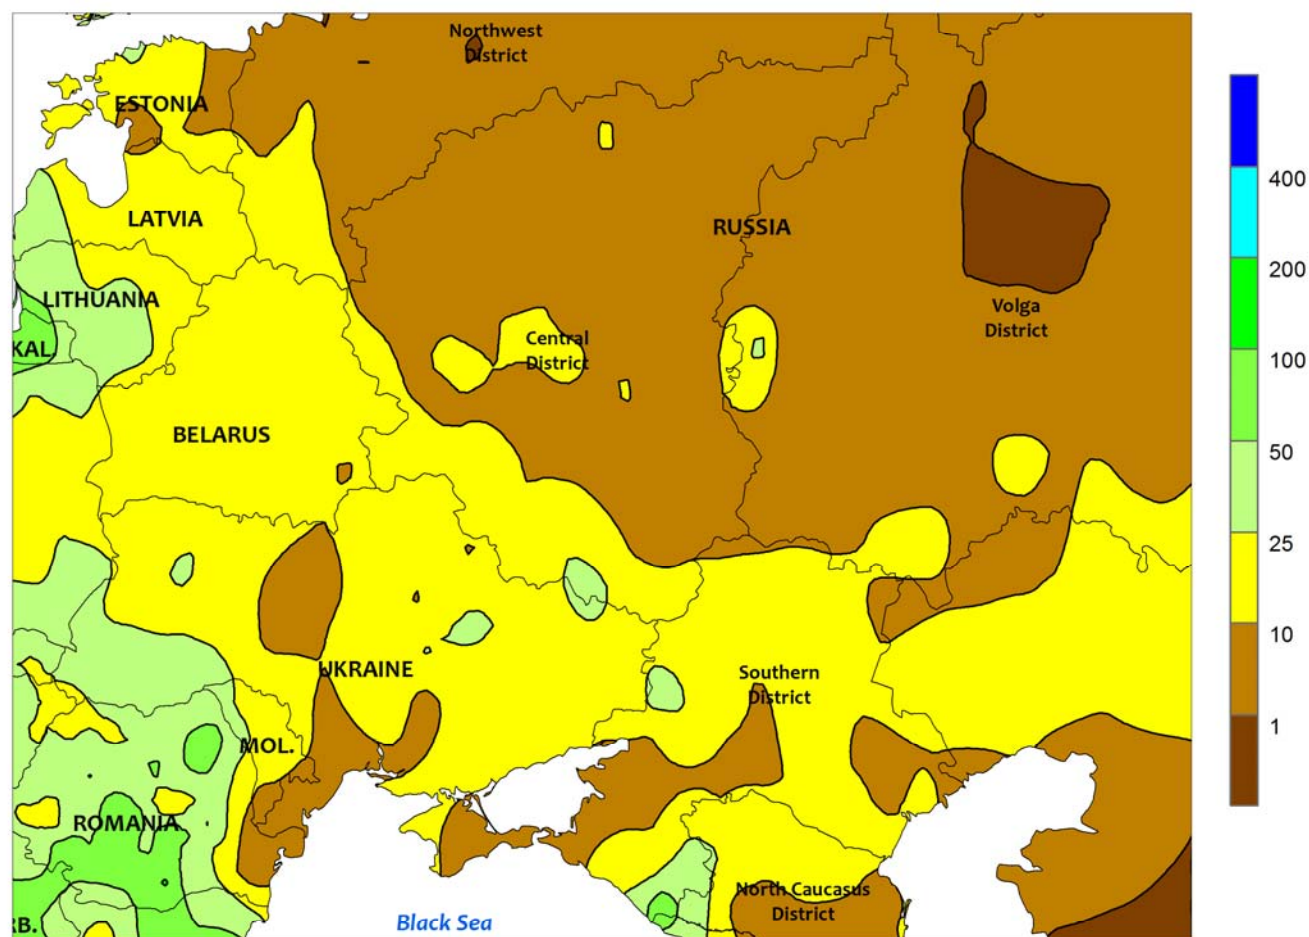 Northwest
District
ESTONIA
LATVIA
RUSSIA
400
200
LITHUANIA
Volga
District
KAL.
Central
District
100
BELARUS
50
25
10
UKRAINE
Southern
District
1
MOL.
ROMANIA
North Caucasus
District
RB.
Black Sea